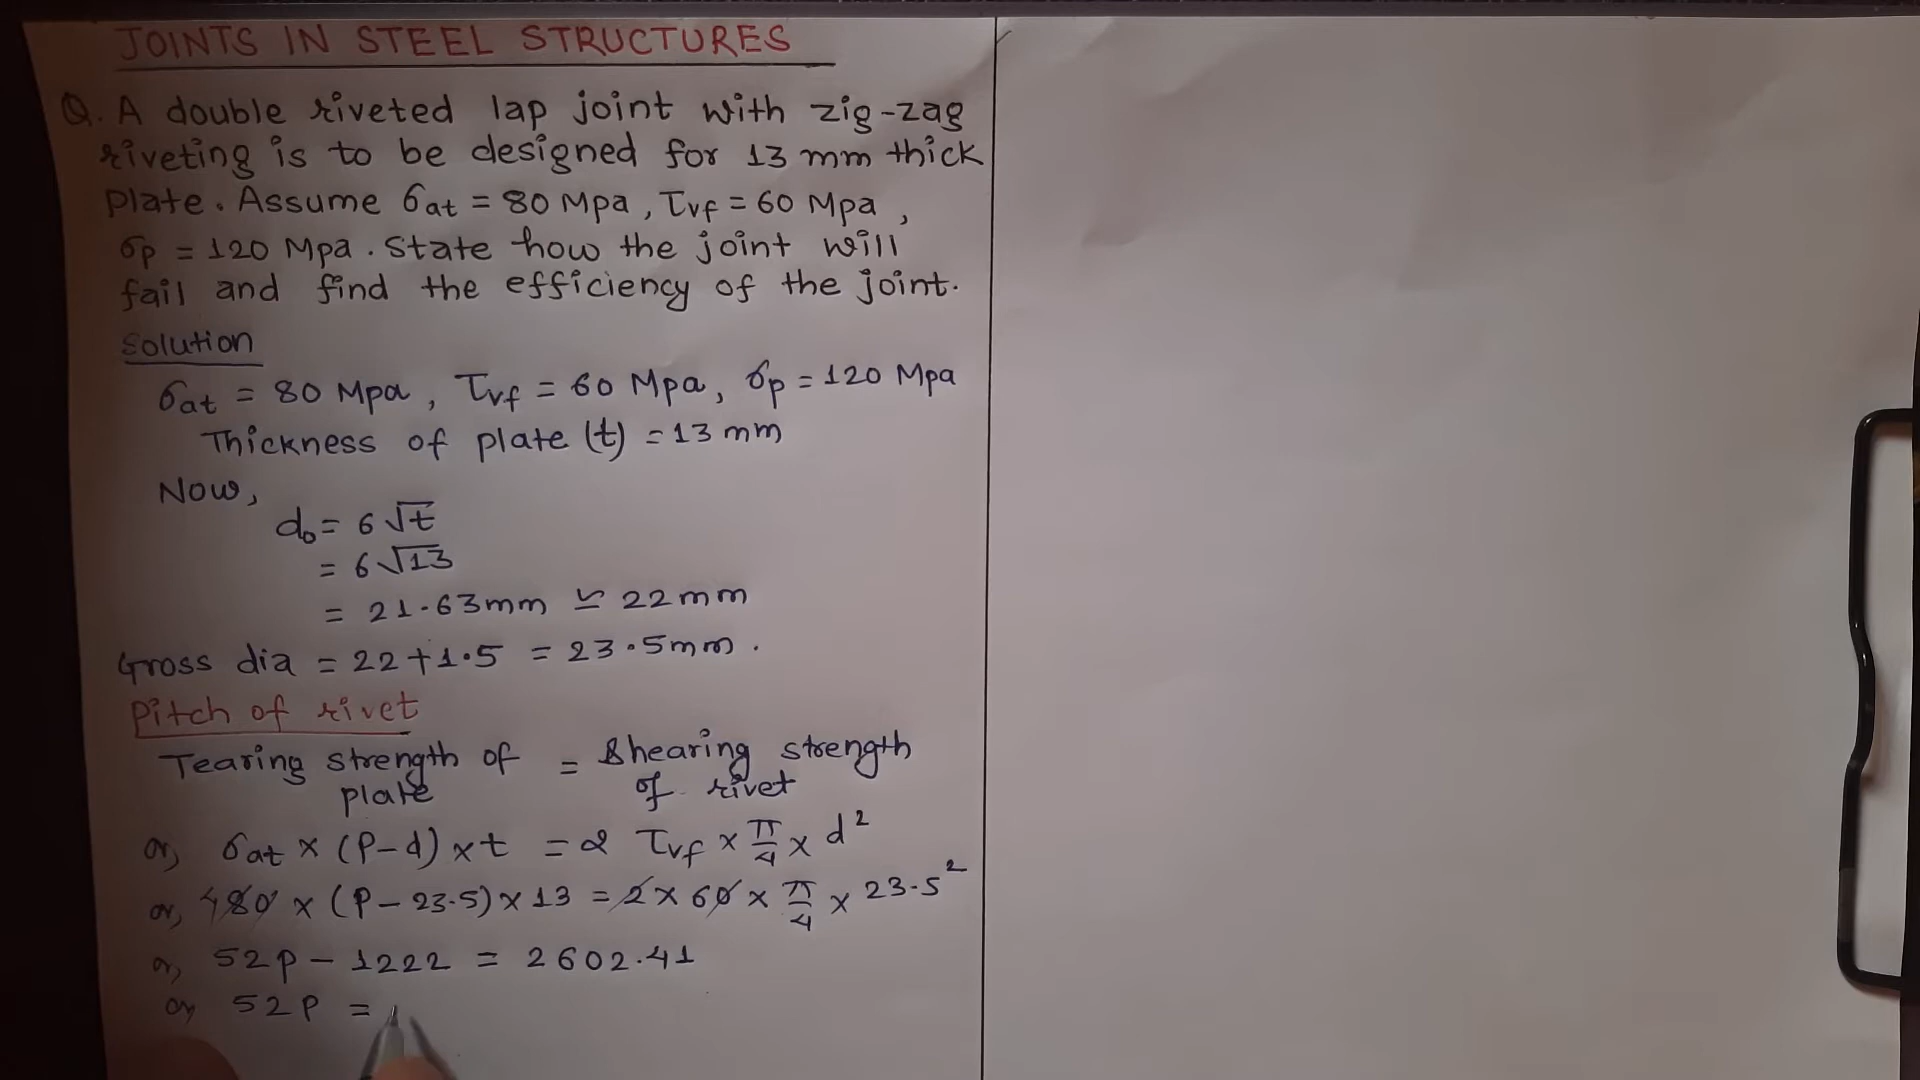 JOINTS IN STEEL STRUCTURES
Q. A double riveted lap joint with zig-zag
riveting is to be designed for 13 mm thick
plate. Assume σat = 80 Mpa, τvf = 60 Mpa,
σp = 120 Mpa. State how the joint will
fail and find the efficiency of the joint.
Solution
σat = 80 Mpa, τvf = 60 Mpa, σp = 120 Mpa
Thickness of plate (t) = 13 mm
Now,
do = 6√t
= 6√13
= 21.63mm ≃ 22mm
Gross dia = 22+1.5 = 23.5mm.
Pitch of rivet
Tearing strength of plate = Shearing strength of rivet
or, σat × (P-d) × t = 2 τvf × π/4 × d²
or, 4 80 × (P - 23.5) × 13 = 2 × 60 × π/4 × 23.5²
or, 52p - 1222 = 2602.41
or, 52p =